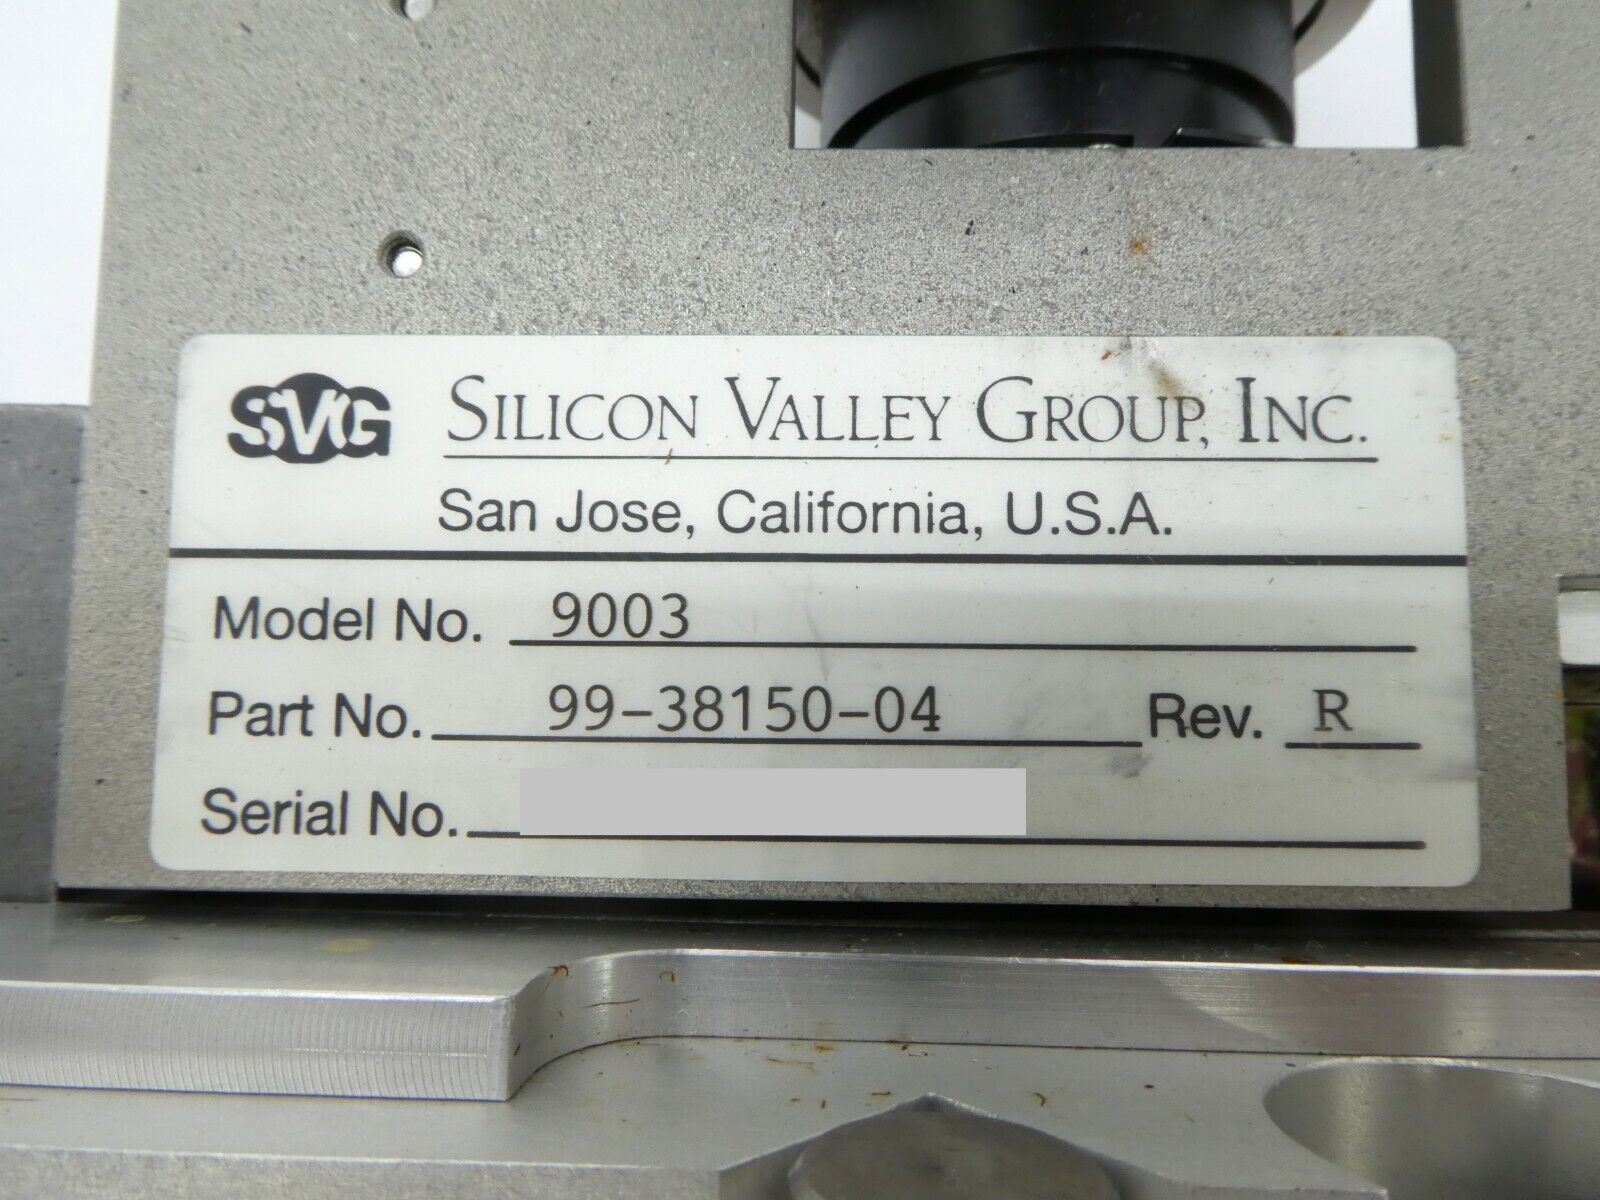 SVG SILICON VALLEY GROUP, INC.
San Jose, California, U.S.A.
Model No. 9003
Part No. 99-38150-04 Rev. R
Serial No.